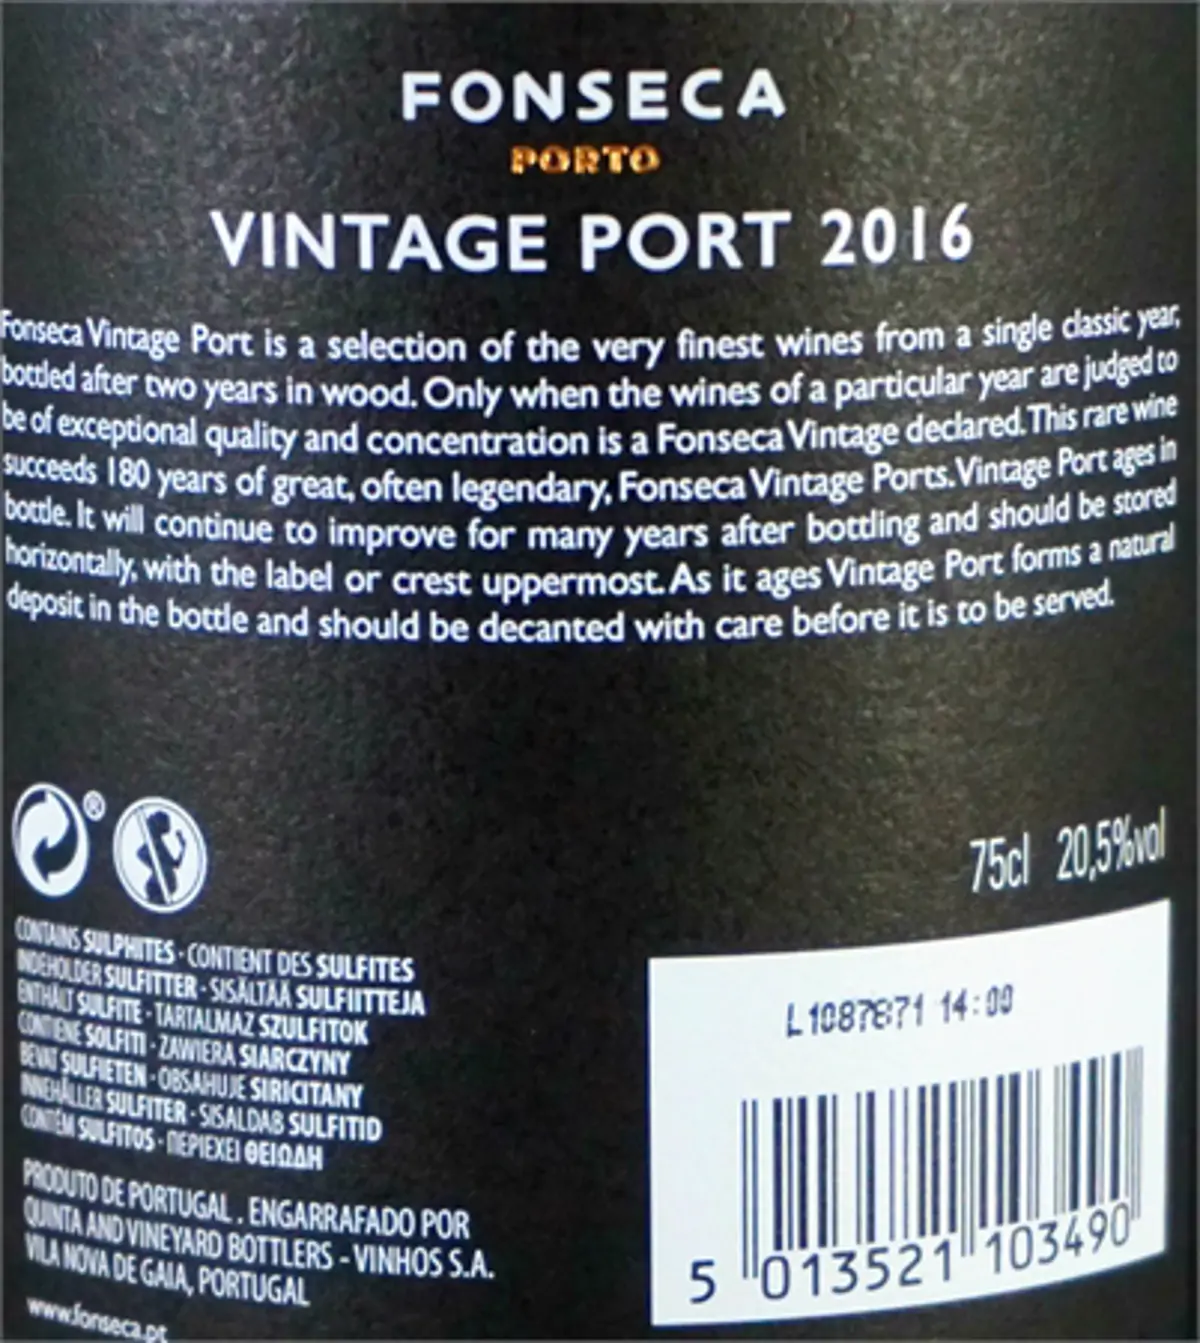 FONSECA
PORTO
VINTAGE PORT 2016
Fonseca Vintage Port is a selection of the very finest wines from a single classic year,
bottled after two years in wood. Only when the wines of a particular year are judged to
be of exceptional quality and concentration is a Fonseca Vintage declared. This rare wine
succeeds 180 years of great, often legendary, Fonseca Vintage Ports. Vintage Port ages in
bottle. It will continue to improve for many years after bottling and should be stored
horizontally, with the label or crest uppermost. As it ages Vintage Port forms a natural
deposit in the bottle and should be decanted with care before it is to be served.
®
75cl 20,5%vol
CONTAINS SULPHITES · CONTIENT DES SULFITES
INDEHOLDER SULFITTER · SISÄLTÄÄ SULFIITTEJA
ENTHÄLT SULFITE · TARTALMAZ SZULFITOK
CONTIENE SOLFITI · ZAWIERA SIARCZYNY
BEVAT SULFIETEN · OBSAHUJE SIRICITANY
INNEHÅLLER SULFITER · SISALDAB SULFITID
CONTÉM SULFITOS · ΠΕΡΙΕΧΕΙ ΘΕΙΩΔΗ
PRODUTO DE PORTUGAL . ENGARRAFADO POR
QUINTA AND VINEYARD BOTTLERS - VINHOS S.A.
VILA NOVA DE GAIA, PORTUGAL
www.fonseca.pt
L1087871 14:00
5 013521 103490